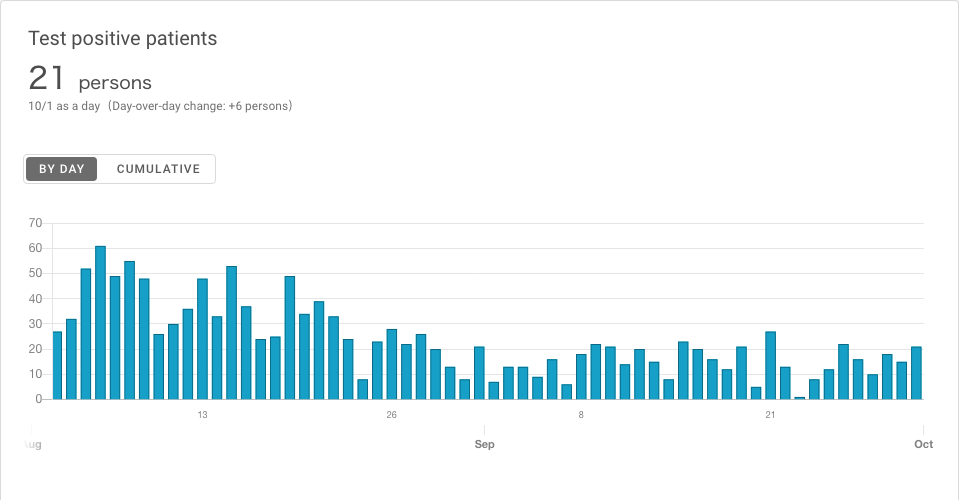 Test positive patients
21 persons
10/1 as a day（Day-over-day change: +6 persons）
BY DAY CUMULATIVE
70
60
50
40
30
20
10
0
13 26 8 21
ug Sep Oct